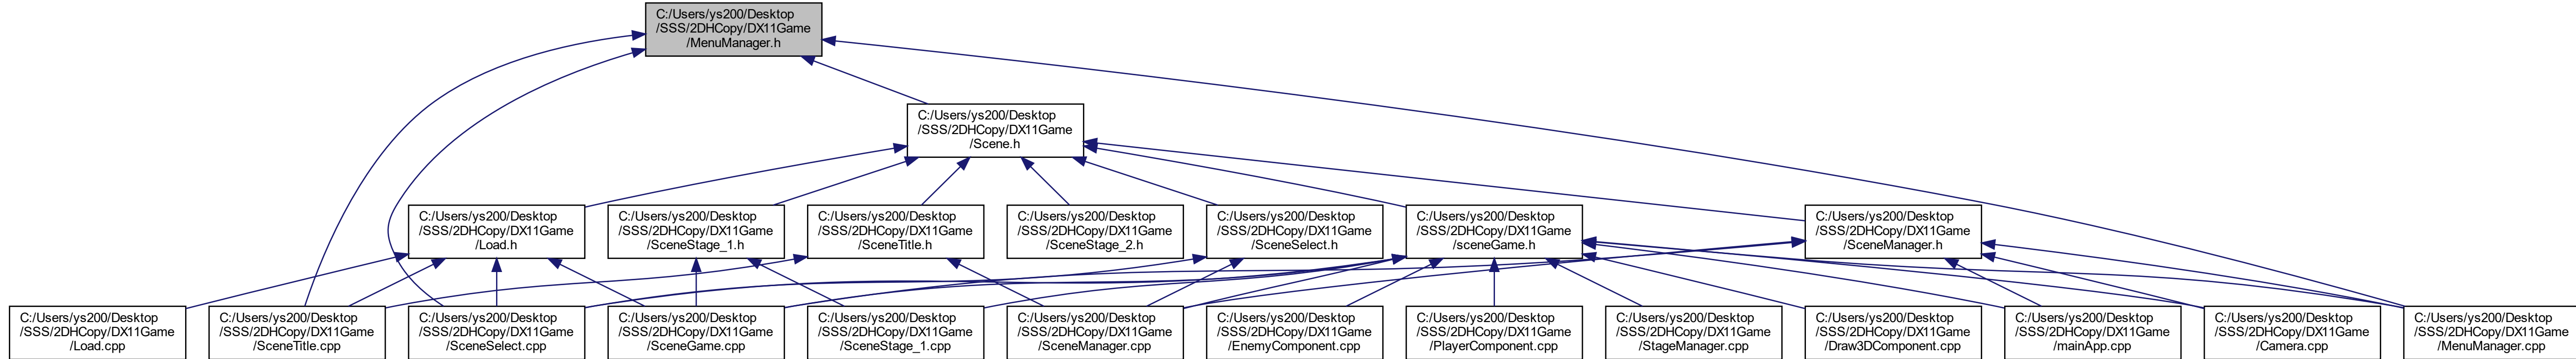 C:/Users/ys200/Desktop
/SSS/2DHCopy/DX11Game
/MenuManager.h
C:/Users/ys200/Desktop
/SSS/2DHCopy/DX11Game
/Scene.h
C:/Users/ys200/Desktop
/SSS/2DHCopy/DX11Game
/Load.h
C:/Users/ys200/Desktop
/SSS/2DHCopy/DX11Game
/SceneStage_1.h
C:/Users/ys200/Desktop
/SSS/2DHCopy/DX11Game
/SceneTitle.h
C:/Users/ys200/Desktop
/SSS/2DHCopy/DX11Game
/SceneStage_2.h
C:/Users/ys200/Desktop
/SSS/2DHCopy/DX11Game
/SceneSelect.h
C:/Users/ys200/Desktop
/SSS/2DHCopy/DX11Game
/sceneGame.h
C:/Users/ys200/Desktop
/SSS/2DHCopy/DX11Game
/SceneManager.h
C:/Users/ys200/Desktop
/SSS/2DHCopy/DX11Game
/Load.cpp
C:/Users/ys200/Desktop
/SSS/2DHCopy/DX11Game
/SceneTitle.cpp
C:/Users/ys200/Desktop
/SSS/2DHCopy/DX11Game
/SceneSelect.cpp
C:/Users/ys200/Desktop
/SSS/2DHCopy/DX11Game
/SceneGame.cpp
C:/Users/ys200/Desktop
/SSS/2DHCopy/DX11Game
/SceneStage_1.cpp
C:/Users/ys200/Desktop
/SSS/2DHCopy/DX11Game
/SceneManager.cpp
C:/Users/ys200/Desktop
/SSS/2DHCopy/DX11Game
/EnemyComponent.cpp
C:/Users/ys200/Desktop
/SSS/2DHCopy/DX11Game
/PlayerComponent.cpp
C:/Users/ys200/Desktop
/SSS/2DHCopy/DX11Game
/StageManager.cpp
C:/Users/ys200/Desktop
/SSS/2DHCopy/DX11Game
/Draw3DComponent.cpp
C:/Users/ys200/Desktop
/SSS/2DHCopy/DX11Game
/mainApp.cpp
C:/Users/ys200/Desktop
/SSS/2DHCopy/DX11Game
/Camera.cpp
C:/Users/ys200/Desktop
/SSS/2DHCopy/DX11Game
/MenuManager.cpp